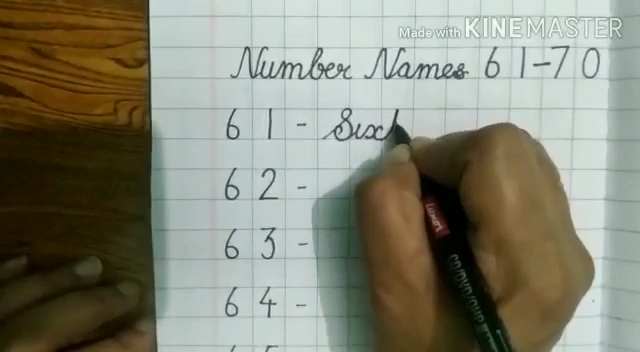 Made with KINEMASTER
Number Names 61-70
61- Sixt
62-
63-
64-